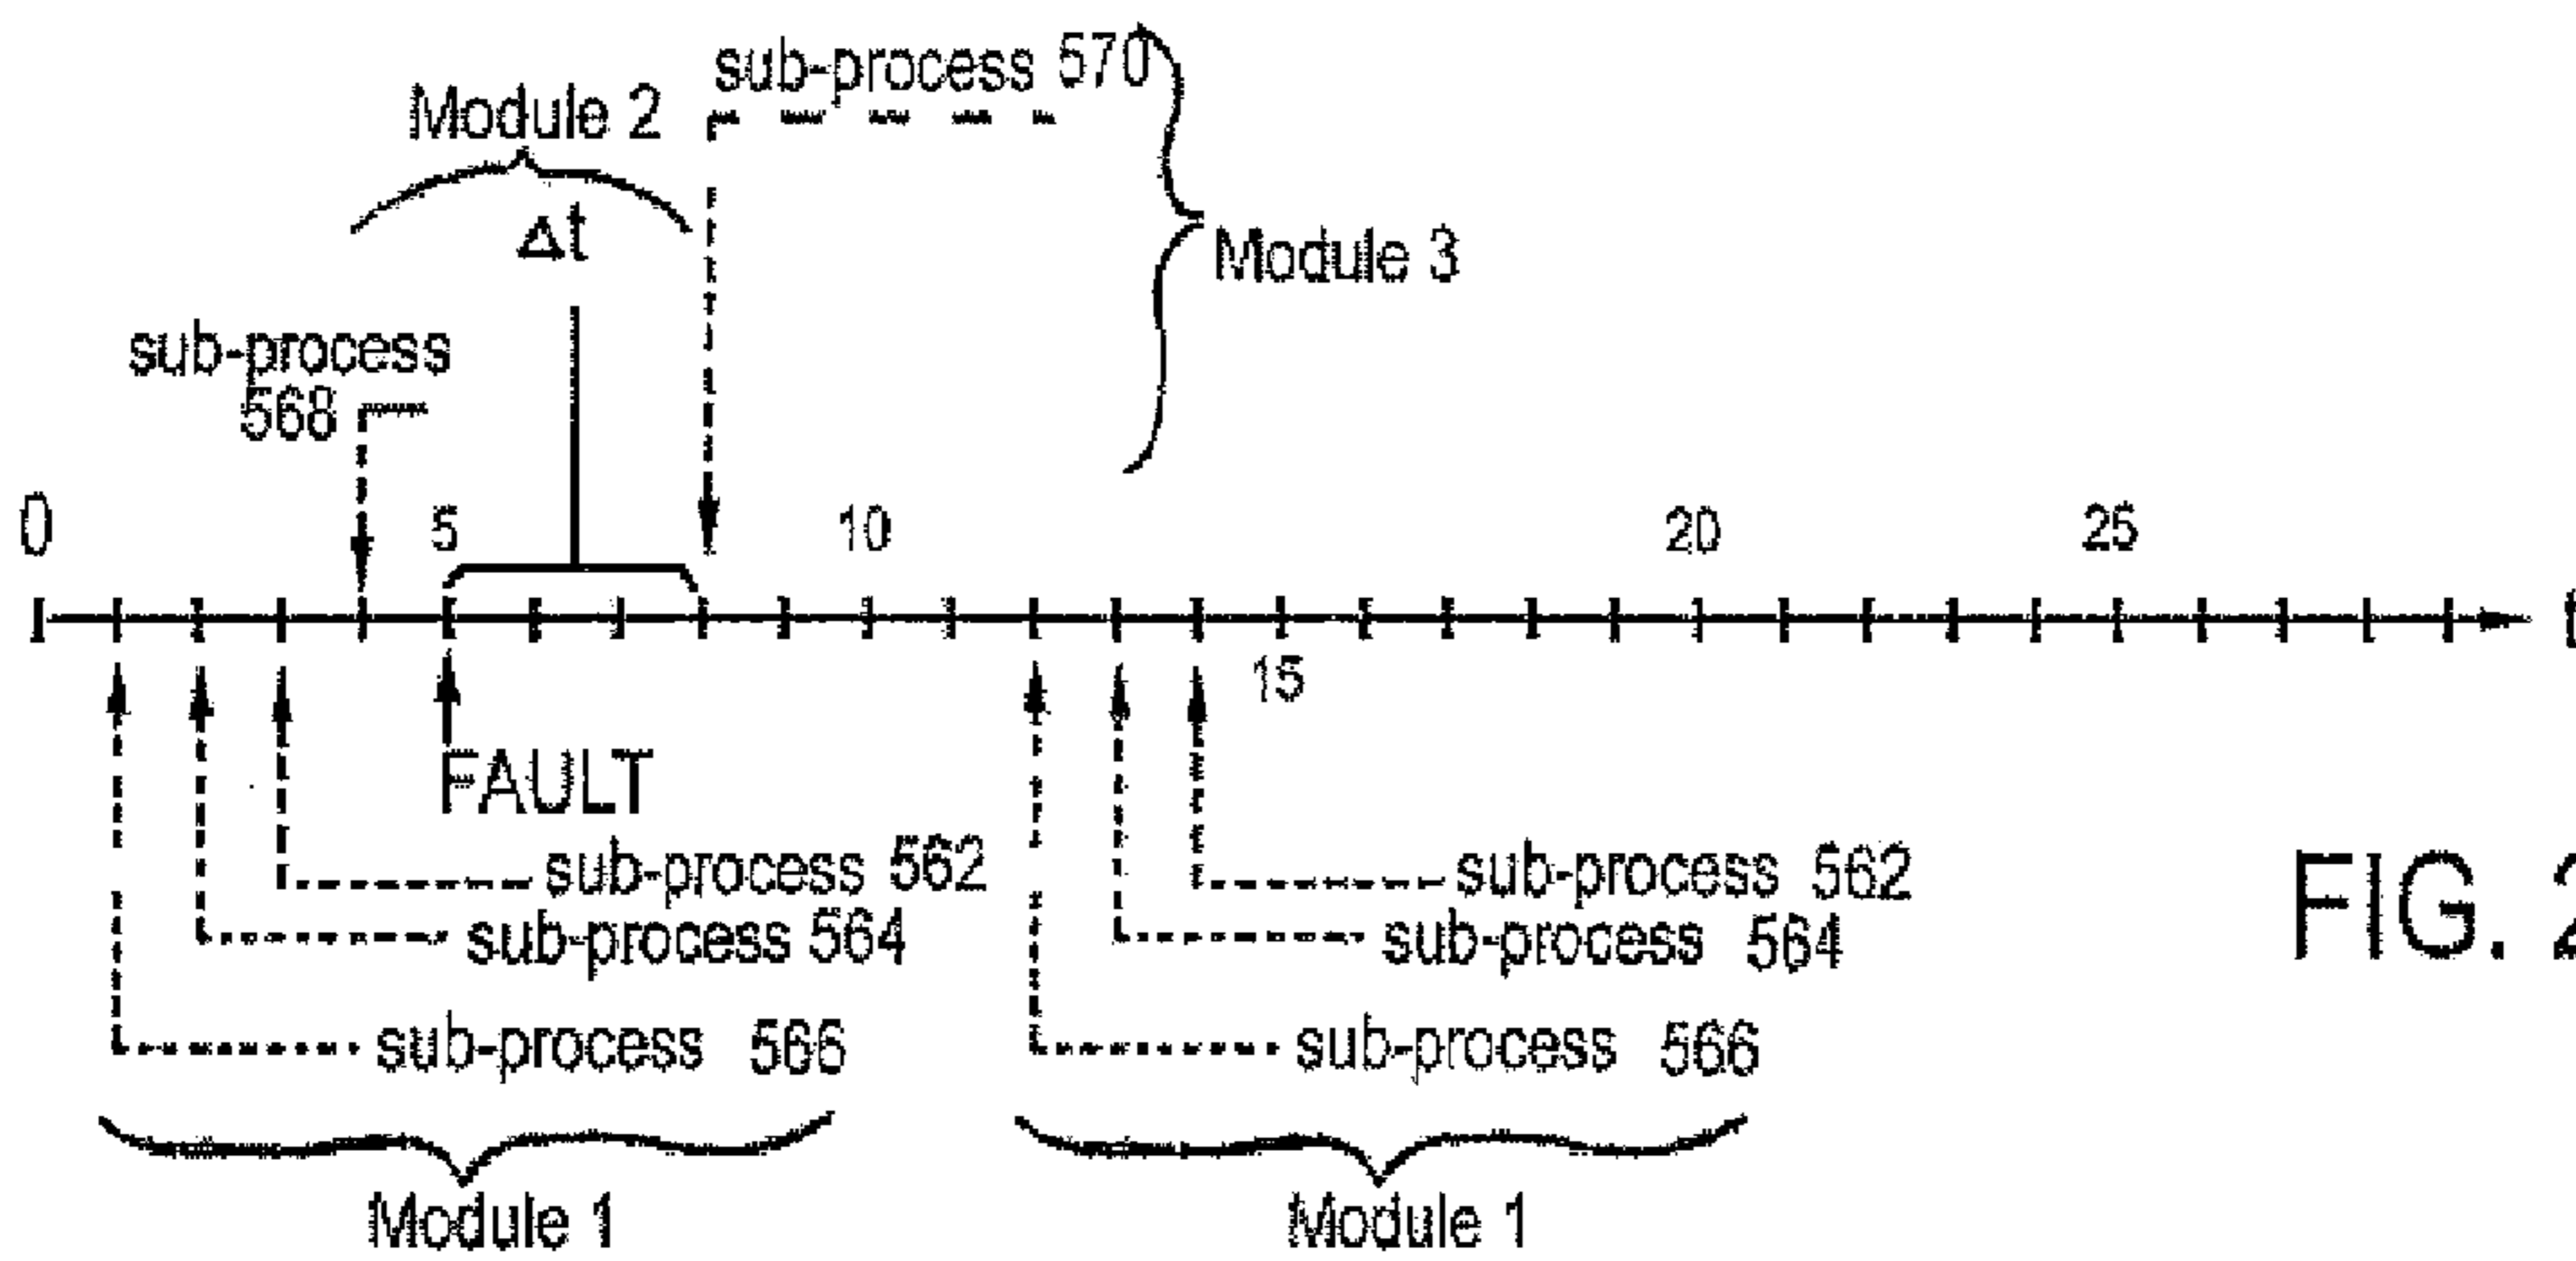 sub-process 570
Module 2
Δt
Module 3
sub-process
568
0
5
10
20
25
t
15
FAULT
sub-process 562
sub-process 562
sub-process 564
sub-process 564
sub-process 566
sub-process 566
Module 1
Module 1
FIG. 2